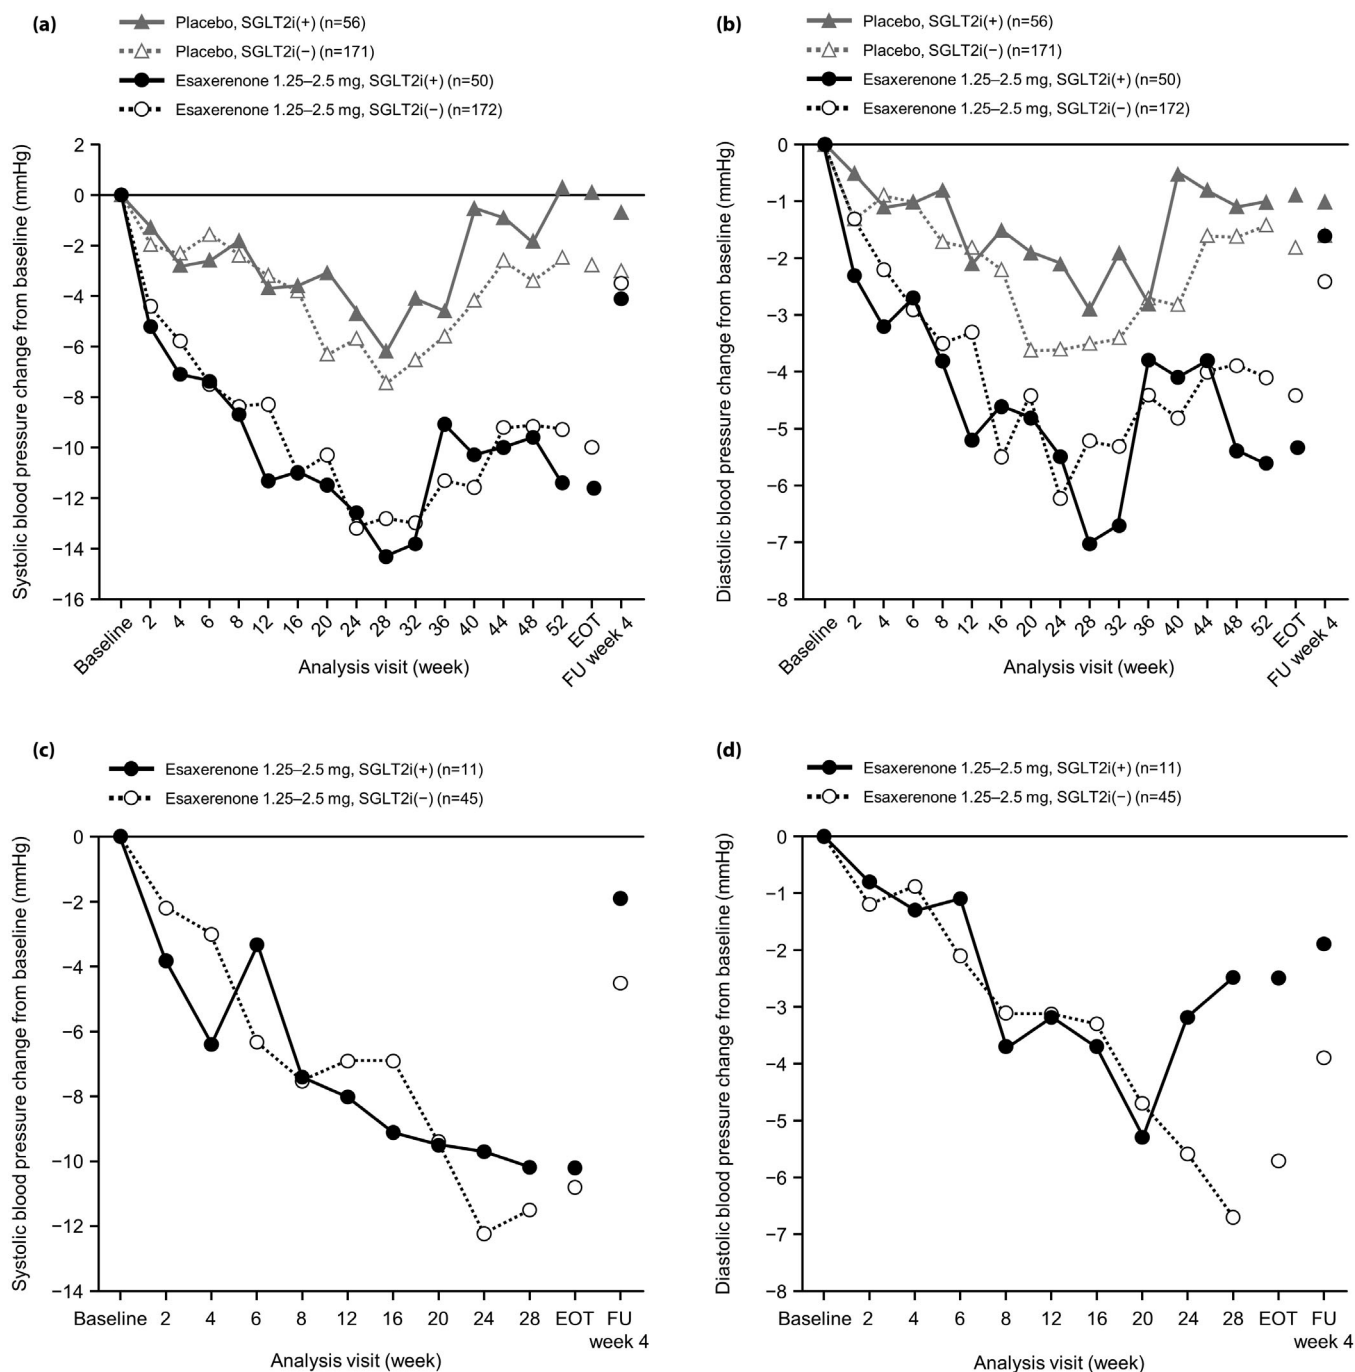 (a)
Placebo, SGLT2i(+) (n=56)
Placebo, SGLT2i(−) (n=171)
Esaxerenone 1.25–2.5 mg, SGLT2i(+) (n=50)
Esaxerenone 1.25–2.5 mg, SGLT2i(−) (n=172)
Systolic blood pressure change from baseline (mmHg)
2
0
−2
−4
−6
−8
−10
−12
−14
−16
Baseline 2 4 6 8 12 16 20 24 28 32 36 40 44 48 52 EOT FU week 4
Analysis visit (week)
(b)
Placebo, SGLT2i(+) (n=56)
Placebo, SGLT2i(−) (n=171)
Esaxerenone 1.25–2.5 mg, SGLT2i(+) (n=50)
Esaxerenone 1.25–2.5 mg, SGLT2i(−) (n=172)
Diastolic blood pressure change from baseline (mmHg)
0
−1
−2
−3
−4
−5
−6
−7
−8
Baseline 2 4 6 8 12 16 20 24 28 32 36 40 44 48 52 EOT FU week 4
Analysis visit (week)
(c)
Esaxerenone 1.25–2.5 mg, SGLT2i(+) (n=11)
Esaxerenone 1.25–2.5 mg, SGLT2i(−) (n=45)
Systolic blood pressure change from baseline (mmHg)
0
−2
−4
−6
−8
−10
−12
−14
Baseline 2 4 6 8 12 16 20 24 28 EOT FU
week 4
Analysis visit (week)
(d)
Esaxerenone 1.25–2.5 mg, SGLT2i(+) (n=11)
Esaxerenone 1.25–2.5 mg, SGLT2i(−) (n=45)
Diastolic blood pressure change from baseline (mmHg)
0
−1
−2
−3
−4
−5
−6
−7
−8
Baseline 2 4 6 8 12 16 20 24 28 EOT FU
week 4
Analysis visit (week)